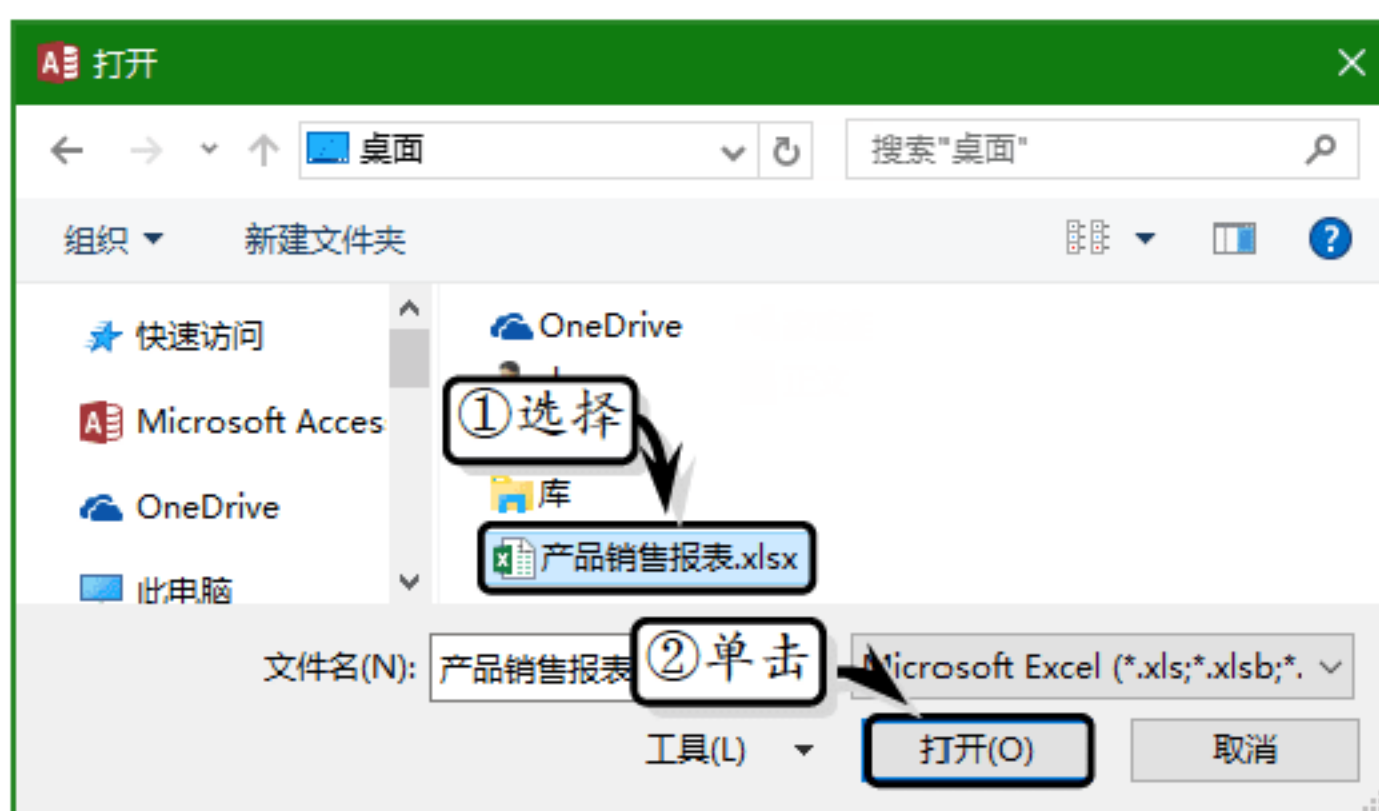 打开
桌面
搜索"桌面"
组织
新建文件夹
快速访问
OneDrive
①选择
Microsoft Acces
库
OneDrive
产品销售报表.xlsx
此电脑
文件名(N):
产品销售报表
②单击
Microsoft Excel (*.xls;*.xlsb;*.
工具(L)
打开(O)
取消